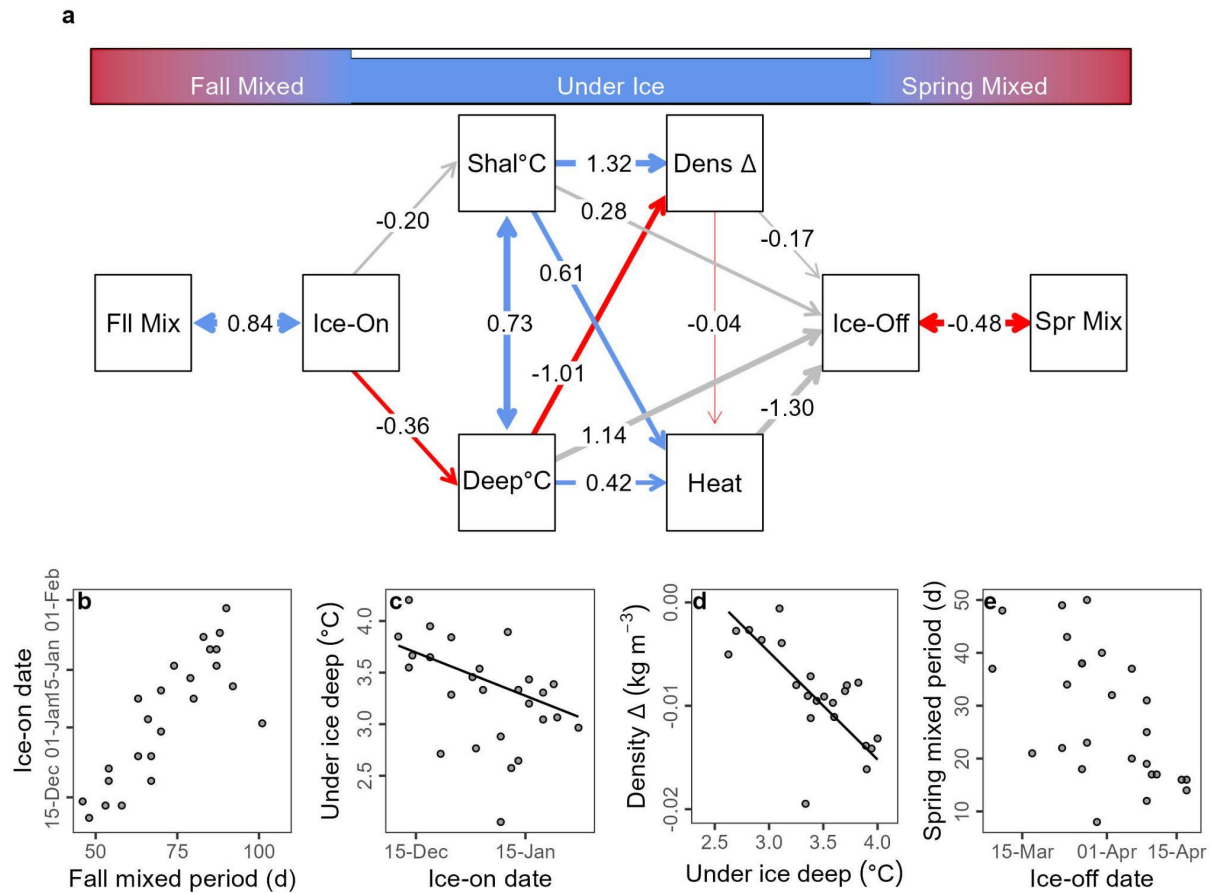 a
Fall Mixed Under Ice Spring Mixed
Shal°C 1.32 Dens Δ
-0.20 0.28 -0.17
0.61
Fll Mix 0.84 Ice-On 0.73 -0.04 Ice-Off -0.48 Spr Mix
-1.01
-0.36 1.14 -1.30
Deep°C 0.42 Heat
b
Ice-on date
15-Dec 01-Jan 15-Jan 01-Feb
50 75 100
Fall mixed period (d)
c
Under ice deep (°C)
2.5 3.0 3.5 4.0
15-Dec 15-Jan
Ice-on date
d
Density Δ (kg m⁻³)
-0.02 -0.01 0.00
2.5 3.0 3.5 4.0
Under ice deep (°C)
e
Spring mixed period (d)
10 20 30 40 50
15-Mar 01-Apr 15-Apr
Ice-off date